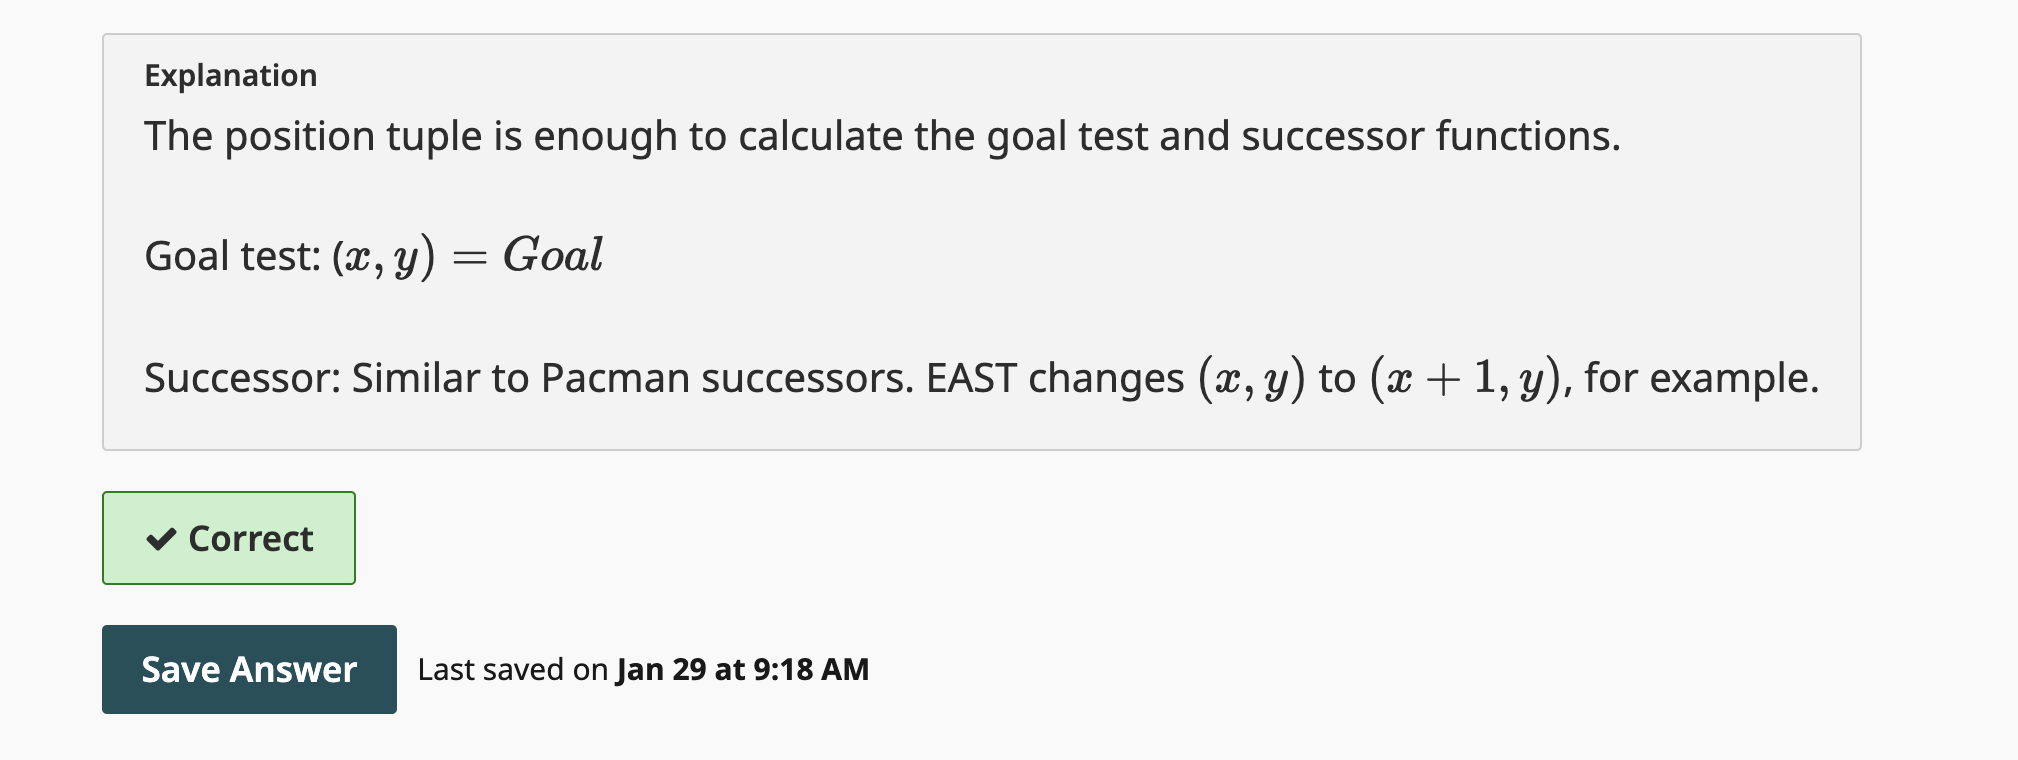 Explanation
The position tuple is enough to calculate the goal test and successor functions.
Goal test: (x, y) = Goal
Successor: Similar to Pacman successors. EAST changes (x, y) to (x + 1, y), for example.
✔ Correct
Save Answer Last saved on Jan 29 at 9:18 AM